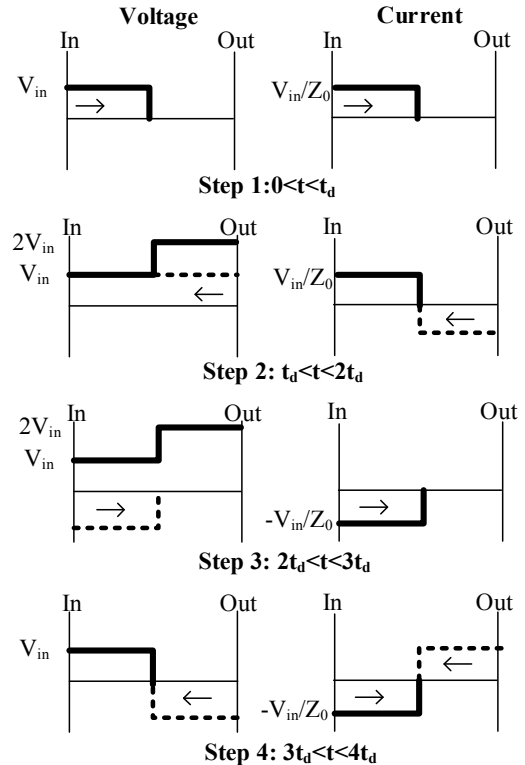 Voltage Current
In Out In Out
V_in V_in/Z_0
Step 1:0<t<t_d
In Out In Out
2V_in
V_in V_in/Z_0
Step 2: t_d<t<2t_d
In Out In Out
2V_in
V_in
-V_in/Z_0
Step 3: 2t_d<t<3t_d
In Out In Out
V_in
-V_in/Z_0
Step 4: 3t_d<t<4t_d